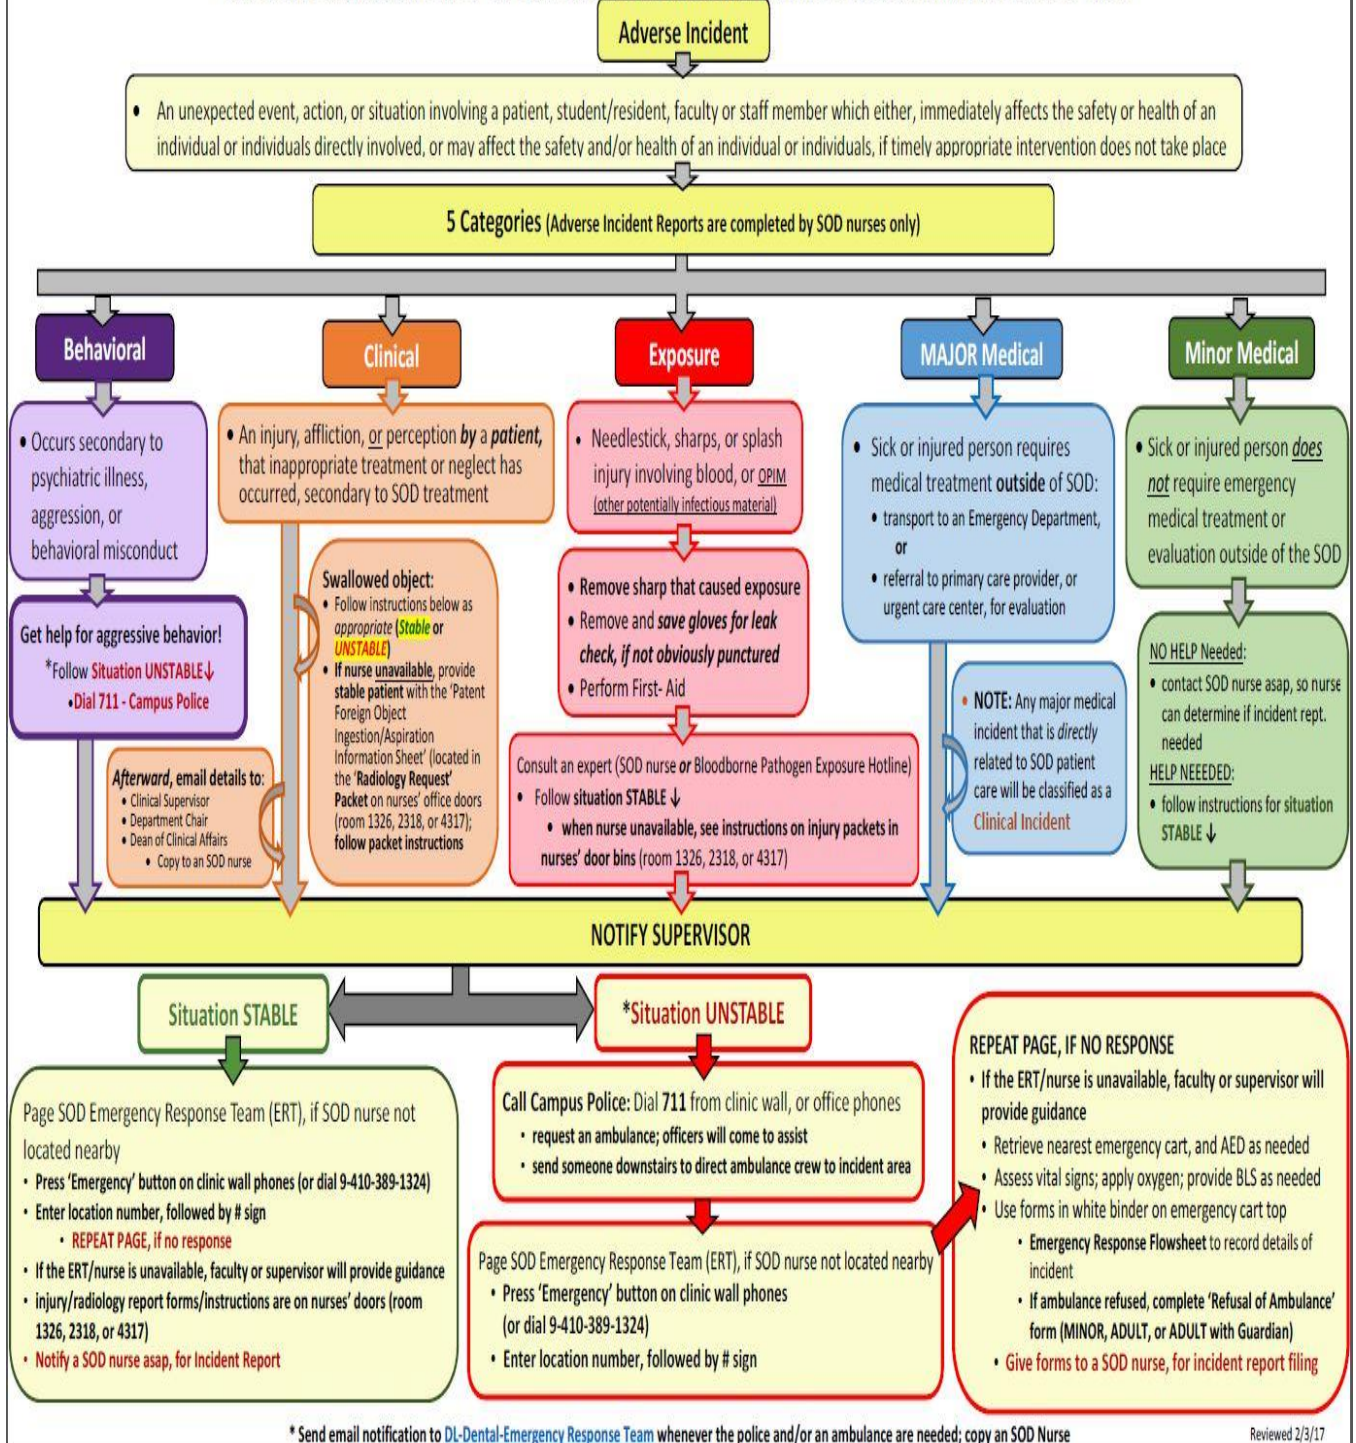 Adverse Incident
• An unexpected event, action, or situation involving a patient, student/resident, faculty or staff member which either, immediately affects the safety or health of an
individual or individuals directly involved, or may affect the safety and/or health of an individual or individuals, if timely appropriate intervention does not take place
5 Categories (Adverse Incident Reports are completed by SOD nurses only)
Behavioral
• Occurs secondary to
psychiatric illness,
aggression, or
behavioral misconduct
Get help for aggressive behavior!
*Follow Situation UNSTABLE↓
•Dial 711 - Campus Police
Afterward, email details to:
• Clinical Supervisor
• Department Chair
• Dean of Clinical Affairs
• Copy to an SOD nurse
Clinical
• An injury, affliction, or perception by a patient,
that inappropriate treatment or neglect has
occurred, secondary to SOD treatment
Swallowed object:
• Follow instructions below as
appropriate (Stable or
UNSTABLE)
• If nurse unavailable, provide
stable patient with the 'Patent
Foreign Object
Ingestion/Aspiration
Information Sheet' (located in
the 'Radiology Request'
Packet on nurses' office doors
(room 1326, 2318, or 4317);
follow packet instructions
Exposure
• Needlestick, sharps, or splash
injury involving blood, or OPIM
(other potentially infectious material)
• Remove sharp that caused exposure
• Remove and save gloves for leak
check, if not obviously punctured
• Perform First- Aid
Consult an expert (SOD nurse or Bloodborne Pathogen Exposure Hotline)
• Follow situation STABLE ↓
• when nurse unavailable, see instructions on injury packets in
nurses' door bins (room 1326, 2318, or 4317)
MAJOR Medical
• Sick or injured person requires
medical treatment outside of SOD:
• transport to an Emergency Department,
or
• referral to primary care provider, or
urgent care center, for evaluation
• NOTE: Any major medical
incident that is directly
related to SOD patient
care will be classified as a
Clinical Incident
Minor Medical
• Sick or injured person does
not require emergency
medical treatment or
evaluation outside of the SOD
NO HELP Needed:
• contact SOD nurse asap, so nurse
can determine if incident rept.
needed
HELP NEEEDED:
• follow instructions for situation
STABLE ↓
NOTIFY SUPERVISOR
Situation STABLE
Page SOD Emergency Response Team (ERT), if SOD nurse not
located nearby
• Press 'Emergency' button on clinic wall phones (or dial 9-410-389-1324)
• Enter location number, followed by # sign
• REPEAT PAGE, if no response
• If the ERT/nurse is unavailable, faculty or supervisor will provide guidance
• injury/radiology report forms/instructions are on nurses' doors (room
1326, 2318, or 4317)
• Notify a SOD nurse asap, for Incident Report
*Situation UNSTABLE
Call Campus Police: Dial 711 from clinic wall, or office phones
• request an ambulance; officers will come to assist
• send someone downstairs to direct ambulance crew to incident area
Page SOD Emergency Response Team (ERT), if SOD nurse not located nearby
• Press 'Emergency' button on clinic wall phones
(or dial 9-410-389-1324)
• Enter location number, followed by # sign
REPEAT PAGE, IF NO RESPONSE
• If the ERT/nurse is unavailable, faculty or supervisor will
provide guidance
• Retrieve nearest emergency cart, and AED as needed
• Assess vital signs; apply oxygen; provide BLS as needed
• Use forms in white binder on emergency cart top
• Emergency Response Flowsheet to record details of
incident
• If ambulance refused, complete 'Refusal of Ambulance'
form (MINOR, ADULT, or ADULT with Guardian)
• Give forms to a SOD nurse, for incident report filing
* Send email notification to DL-Dental-Emergency Response Team whenever the police and/or an ambulance are needed; copy an SOD Nurse
Reviewed 2/3/17